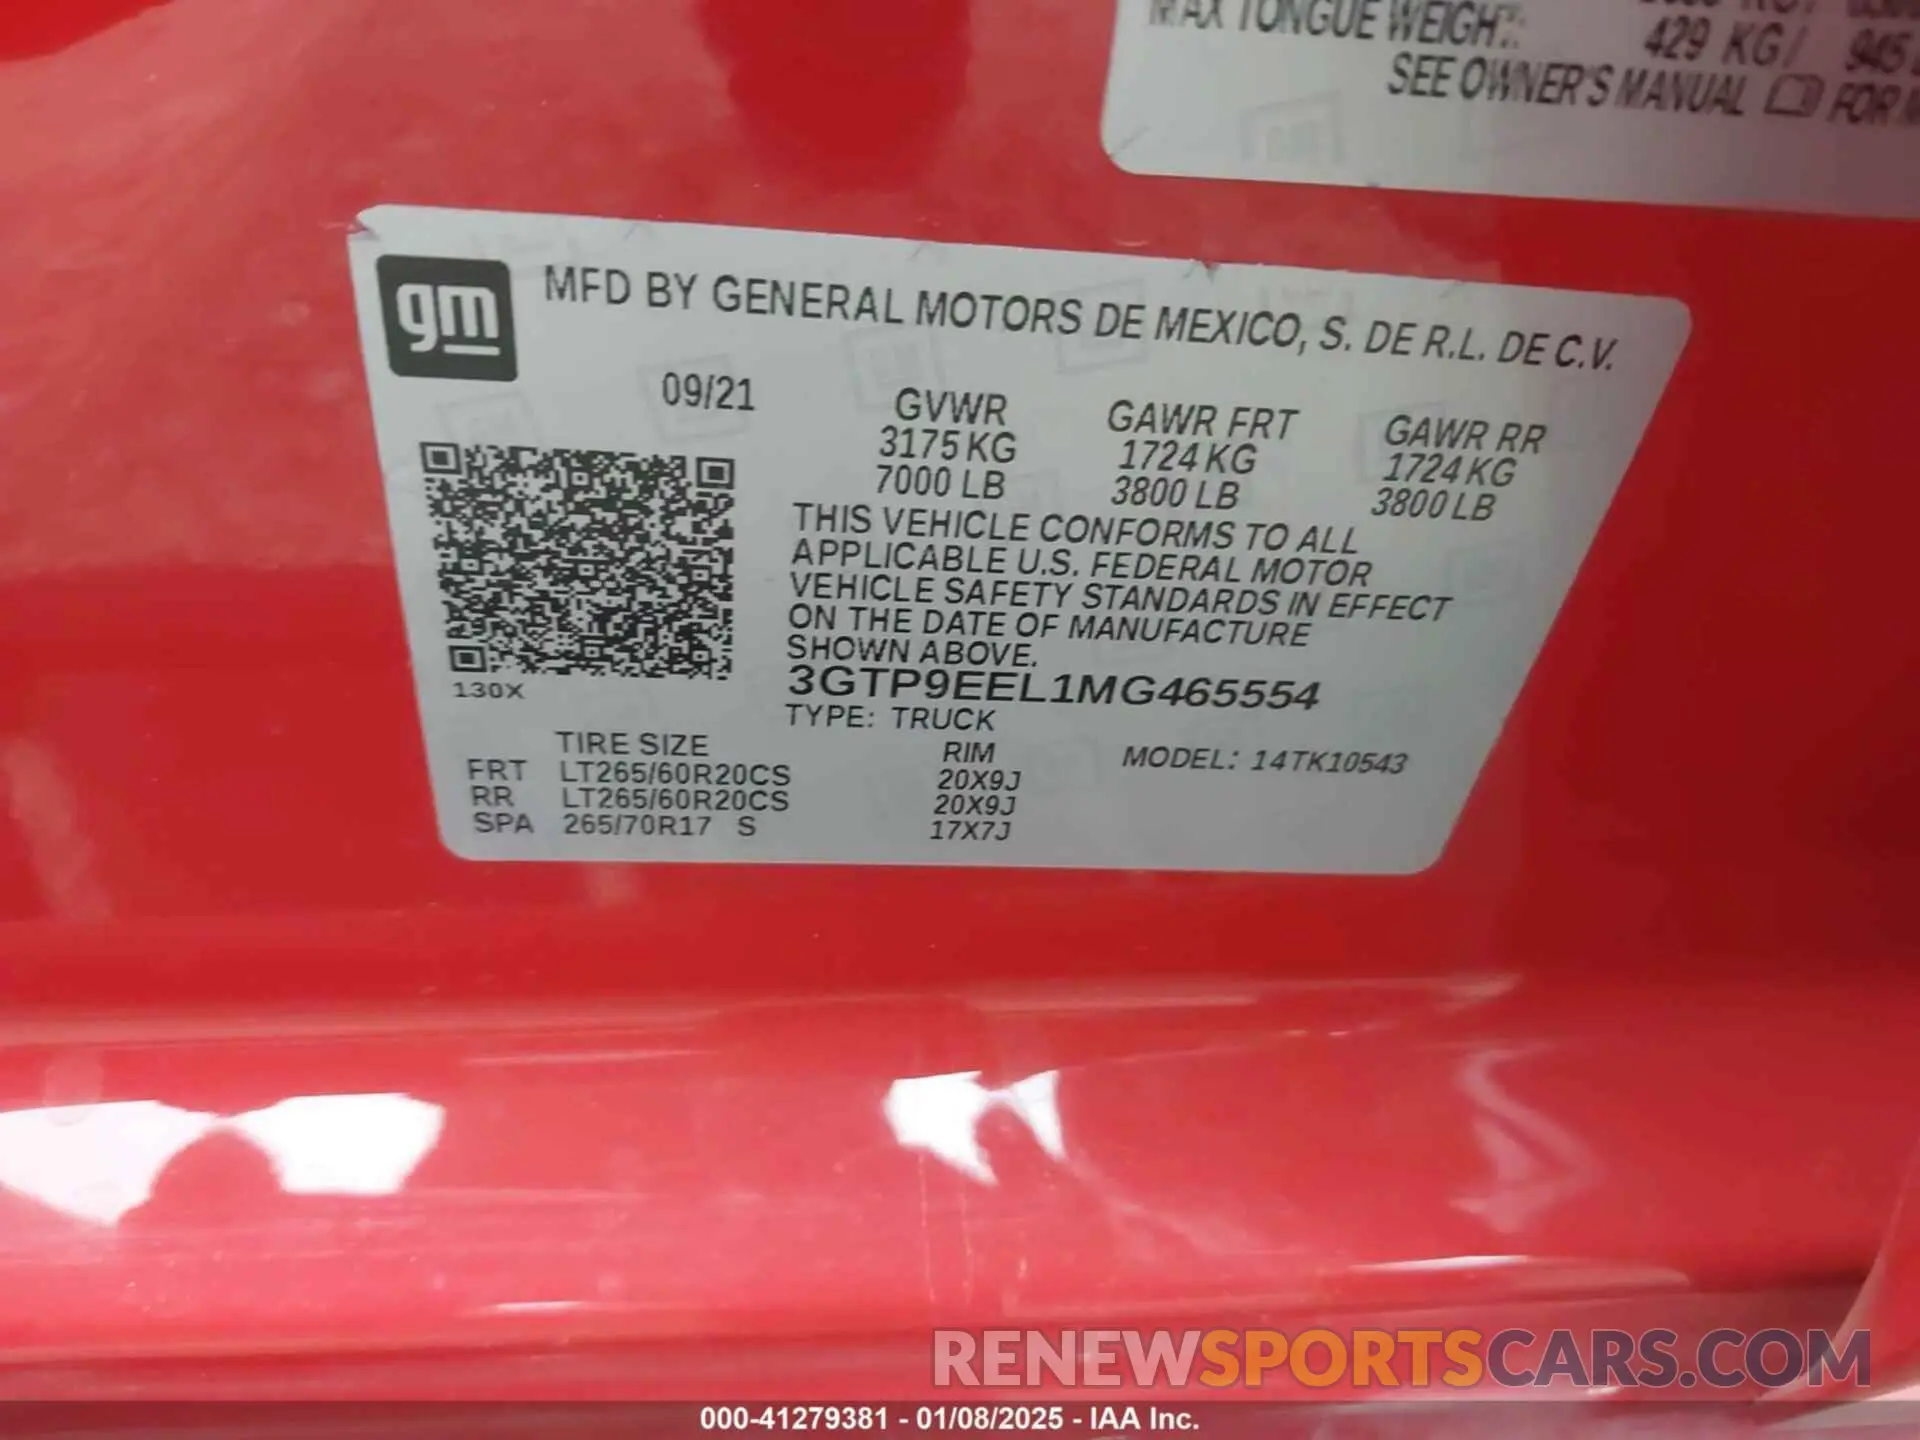 MAX TONGUE WEIGHT:
429 KG/ 945
SEE OWNER'S MANUAL FOR
gm
MFD BY GENERAL MOTORS DE MEXICO, S. DE R.L. DE C.V.
09/21
GVWR GAWR FRT GAWR RR
3175 KG 1724 KG 1724 KG
7000 LB 3800 LB 3800 LB
THIS VEHICLE CONFORMS TO ALL
APPLICABLE U.S. FEDERAL MOTOR
VEHICLE SAFETY STANDARDS IN EFFECT
ON THE DATE OF MANUFACTURE
SHOWN ABOVE.
130X
3GTP9EEL1MG465554
TYPE: TRUCK
TIRE SIZE RIM MODEL: 14TK10543
FRT LT265/60R20CS 20X9J
RR LT265/60R20CS 20X9J
SPA 265/70R17 S 17X7J
RENEWSPORTSCARS.COM
000-41279381 - 01/08/2025 - IAA Inc.